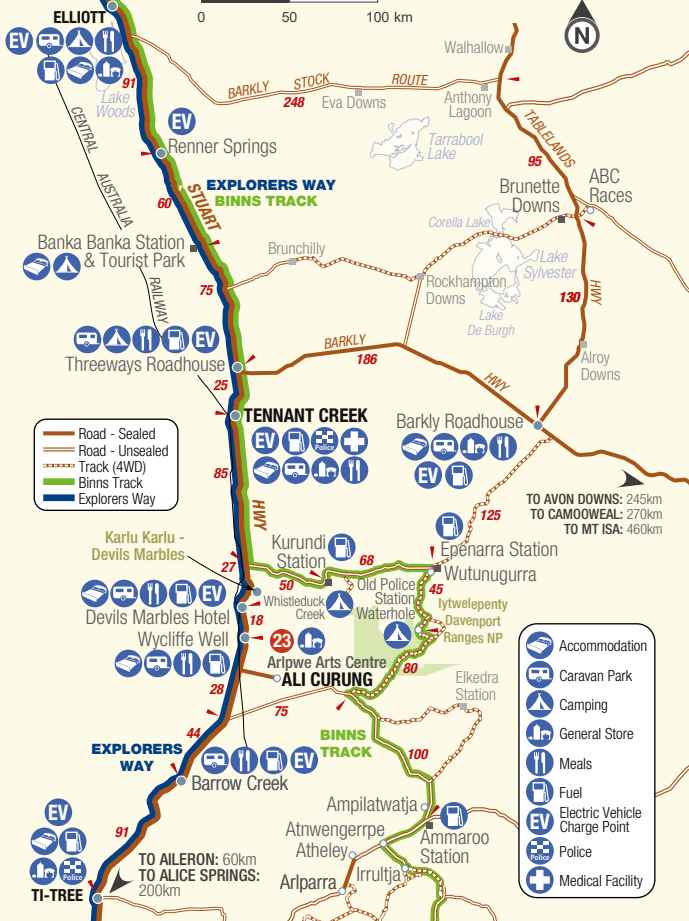 ELLIOTT
0 50 100 km
N
EV
91
Lake
Woods
BARKLY STOCK ROUTE
248
Eva Downs
Walhallow
Anthony
Lagoon
TABLELANDS
95
Tarrabool
Lake
CENTRAL AUSTRALIA RAILWAY
EV
Renner Springs
EXPLORERS WAY
BINNS TRACK
60
STUART
Brunette
Downs
ABC
Races
Corella Lake
Lake
Sylvester
Lake
De Burgh
Banka Banka Station
& Tourist Park
Brunchilly
Rockhampton
Downs
75
130
HWY
BARKLY
186
HWY
Alroy
Downs
EV
Threeways Roadhouse
25
TENNANT CREEK
EV
Police
Barkly Roadhouse
EV
Road - Sealed
Road - Unsealed
Track (4WD)
Binns Track
Explorers Way
85
HWY
TO AVON DOWNS: 245km
TO CAMOOWEAL: 270km
TO MT ISA: 460km
125
Karlu Karlu -
Devils Marbles
Kurundi
Station
68
Epenarra Station
Wutunugurra
27
50
Whistleduck
Creek
Old Police
Station
Waterhole
45
Iytwelepenty
Davenport
Ranges NP
EV
Devils Marbles Hotel
18
Wycliffe Well
23
Arlpwe Arts Centre
ALI CURUNG
80
Elkedra
Station
28
75
44
EXPLORERS
WAY
BINNS
TRACK
100
EV
Barrow Creek
Ampilatwatja
Ammaroo
Station
Atnwengerpe
Atheley
Arlparra
Irrultja
91
EV
Police
TI-TREE
TO AILERON: 60km
TO ALICE SPRINGS:
200km
Accommodation
Caravan Park
Camping
General Store
Meals
Fuel
EV
Electric Vehicle
Charge Point
Police
Police
Medical Facility